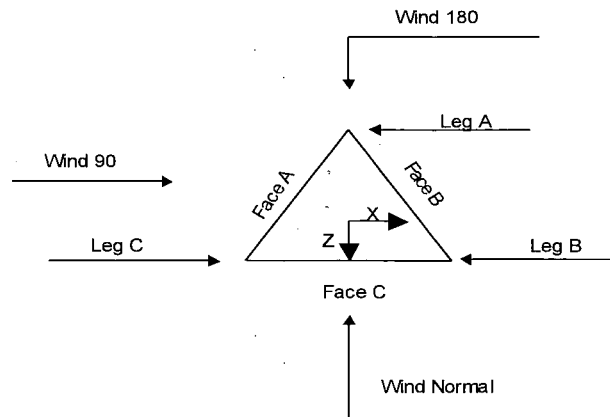 Wind 180
Leg A
Wind 90
Face A
Face B
X
Z
Leg C
Leg B
Face C
Wind Normal